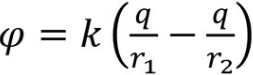 φ = k (q/r₁ − q/r₂)